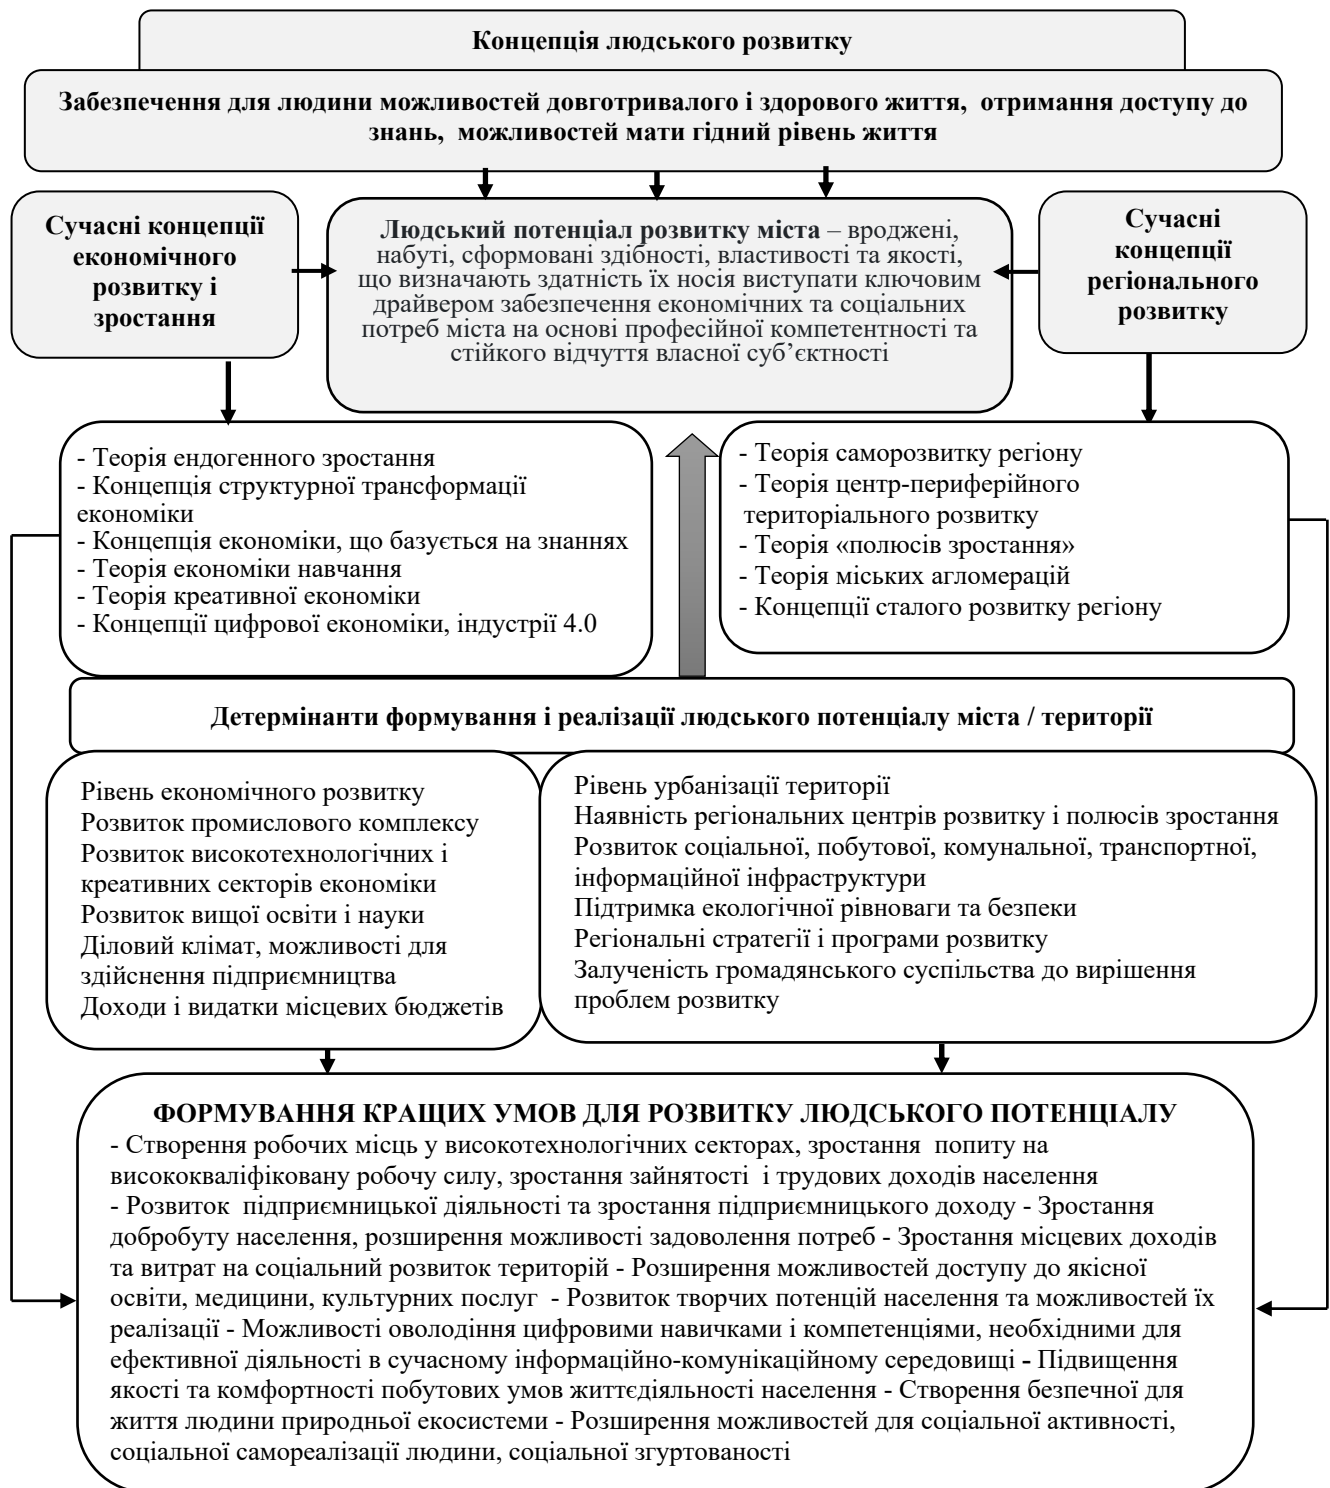 Концепція людського розвитку
Забезпечення для людини можливостей довготривалого і здорового життя, отримання доступу до
знань, можливостей мати гідний рівень життя
Сучасні концепції
економічного
розвитку і
зростання
Людський потенціал розвитку міста – вроджені,
набуті, сформовані здібності, властивості та якості,
що визначають здатність їх носія виступати ключовим
драйвером забезпечення економічних та соціальних
потреб міста на основі професійної компетентності та
стійкого відчуття власної суб’єктності
Сучасні
концепції
регіонального
розвитку
- Теорія ендогенного зростання
- Концепція структурної трансформації
економіки
- Концепція економіки, що базується на знаннях
- Теорія економіки навчання
- Теорія креативної економіки
- Концепції цифрової економіки, індустрії 4.0
- Теорія саморозвитку регіону
- Теорія центр-периферійного
територіального розвитку
- Теорія «полюсів зростання»
- Теорія міських агломерацій
- Концепції сталого розвитку регіону
Детермінанти формування і реалізації людського потенціалу міста / території
Рівень економічного розвитку
Розвиток промислового комплексу
Розвиток високотехнологічних і
креативних секторів економіки
Розвиток вищої освіти і науки
Діловий клімат, можливості для
здійснення підприємництва
Доходи і видатки місцевих бюджетів
Рівень урбанізації території
Наявність регіональних центрів розвитку і полюсів зростання
Розвиток соціальної, побутової, комунальної, транспортної,
інформаційної інфраструктури
Підтримка екологічної рівноваги та безпеки
Регіональні стратегії і програми розвитку
Залученість громадянського суспільства до вирішення
проблем розвитку
ФОРМУВАННЯ КРАЩИХ УМОВ ДЛЯ РОЗВИТКУ ЛЮДСЬКОГО ПОТЕНЦІАЛУ
- Створення робочих місць у високотехнологічних секторах, зростання попиту на
висококваліфіковану робочу силу, зростання зайнятості і трудових доходів населення
- Розвиток підприємницької діяльності та зростання підприємницького доходу - Зростання
добробуту населення, розширення можливості задоволення потреб - Зростання місцевих доходів
та витрат на соціальний розвиток територій - Розширення можливостей доступу до якісної
освіти, медицини, культурних послуг - Розвиток творчих потенцій населення та можливостей їх
реалізації - Можливості оволодіння цифровими навичками і компетенціями, необхідними для
ефективної діяльності в сучасному інформаційно-комунікаційному середовищі - Підвищення
якості та комфортності побутових умов життєдіяльності населення - Створення безпечної для
життя людини природньої екосистеми - Розширення можливостей для соціальної активності,
соціальної самореалізації людини, соціальної згуртованості